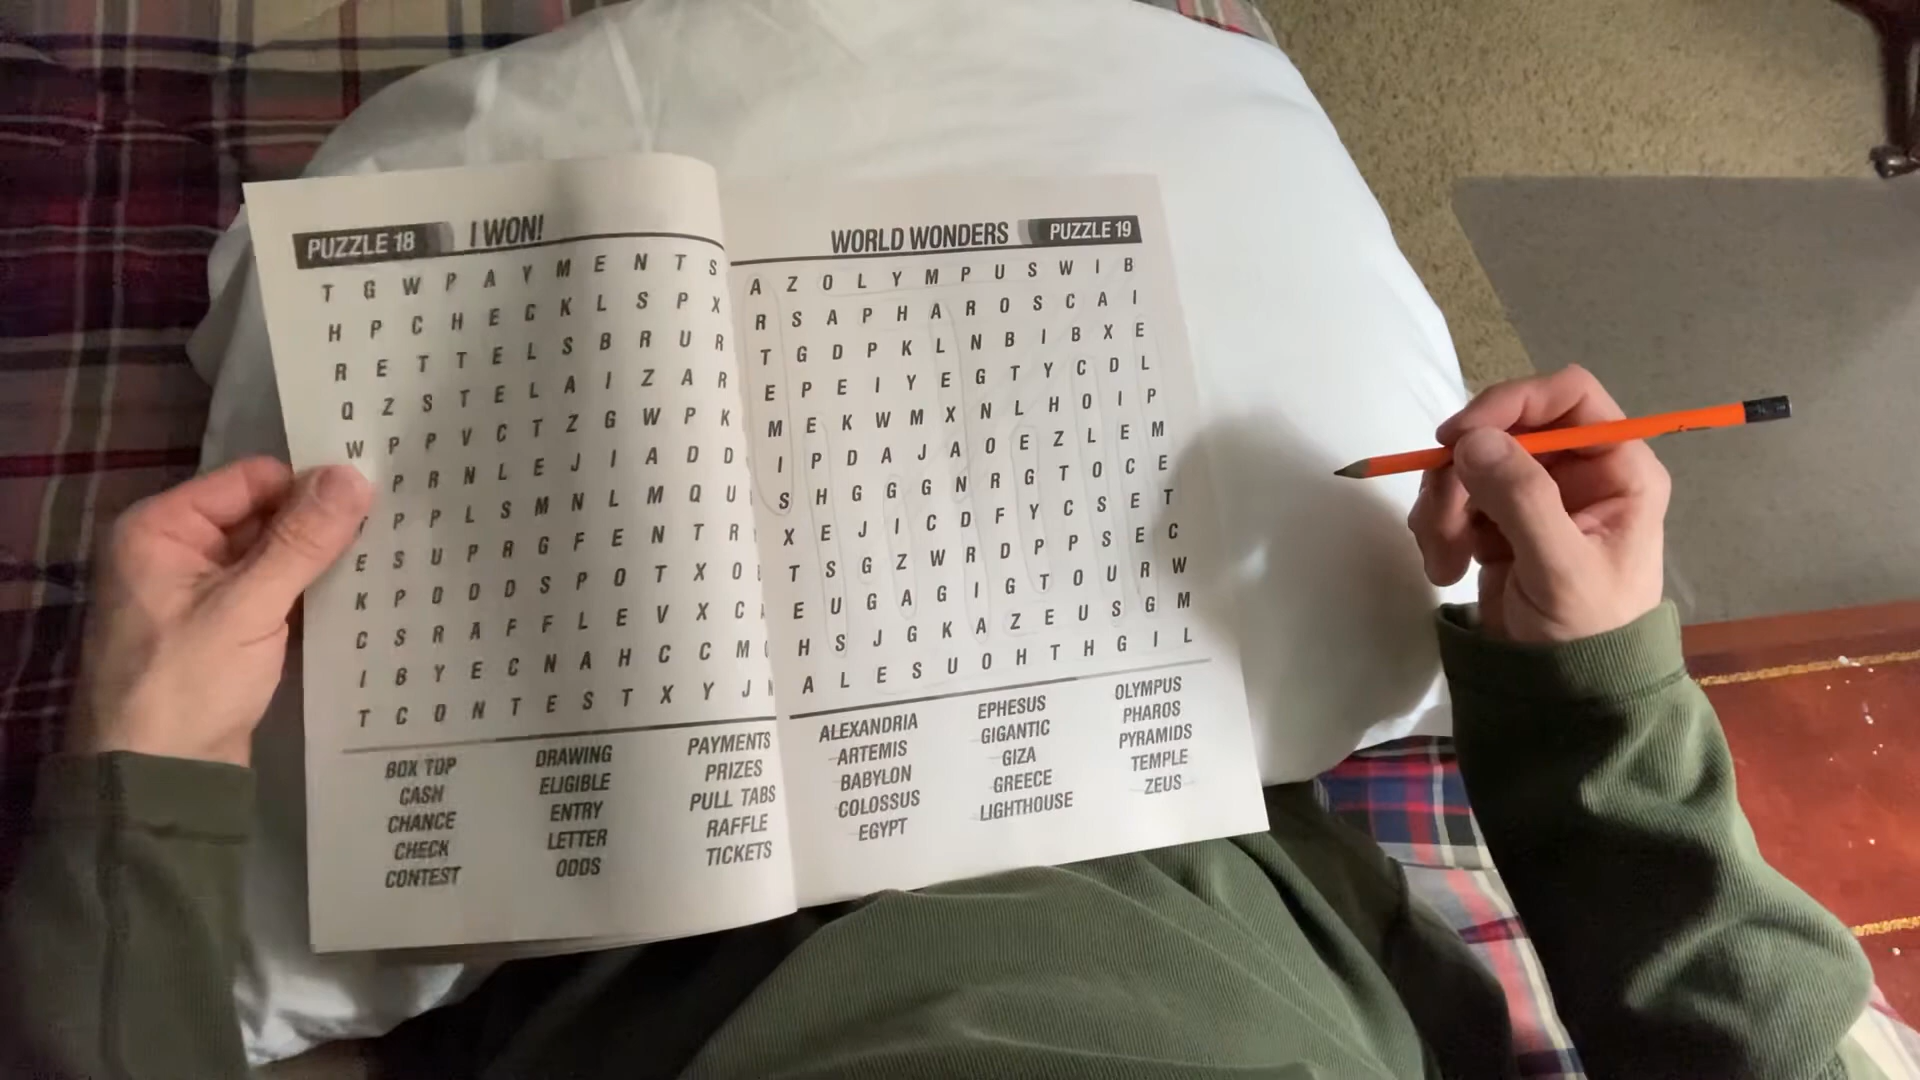 PUZZLE 18 I WON!
T G W P A Y M E N T S
H P C H E C K L S P X
R E T T E L S B R U R
Q Z S T E L A I Z A R
W P P V C T Z G W P K
P R N L E J I A D D
T P P L S M N L M Q U
E S U P R G F E N T R
K P D D D S P O T X O
C S R A F F L E V X C
I B Y E C N A H C C M
T C O N T E S T X Y J
BOX TOP
CASH
CHANCE
CHECK
CONTEST
DRAWING
ELIGIBLE
ENTRY
LETTER
ODDS
PAYMENTS
PRIZES
PULL TABS
RAFFLE
TICKETS
WORLD WONDERS PUZZLE 19
A Z O L Y M P U S W I B
R S A P H A R O S C A I
T G D P K L N B I B X E
E P E I Y E G T Y C D L
M E K W M X N L H O I P
I P D A J A O E Z L E M
S H G G G N R G T O C E
X E J I C D F Y C S E T
T S G Z W R D P P S E C
E U G A G I G T O U R W
H S J G K A Z E U S G M
A L E S U O H T H G I L
ALEXANDRIA
ARTEMIS
BABYLON
COLOSSUS
EGYPT
EPHESUS
GIGANTIC
GIZA
GREECE
LIGHTHOUSE
OLYMPUS
PHAROS
PYRAMIDS
TEMPLE
ZEUS